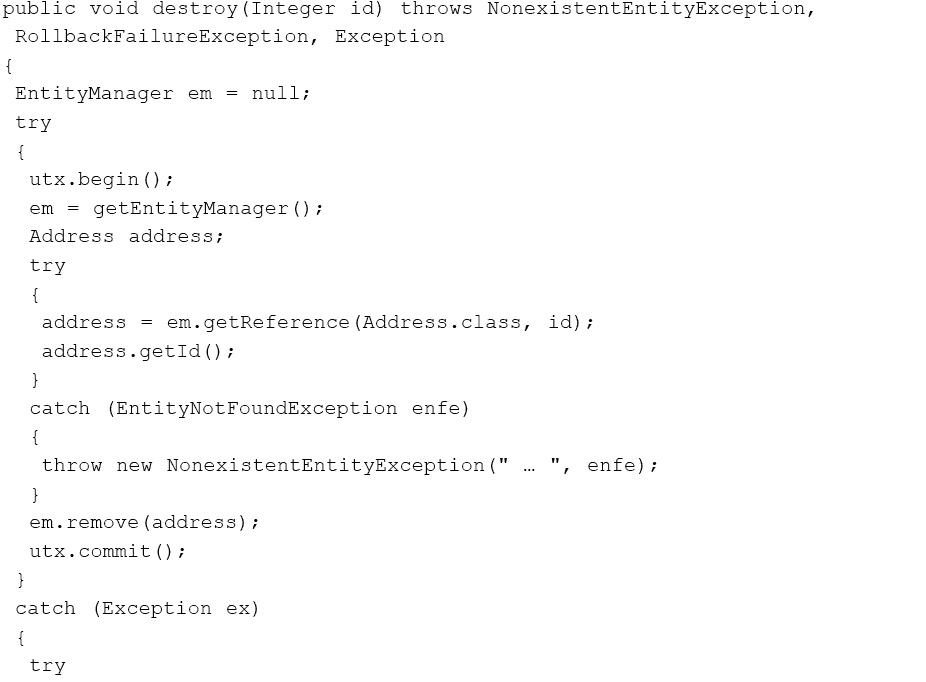 public void destroy(Integer id) throws NonexistentEntityException,
RollbackFailureException, Exception
{
EntityManager em = null;
try
{
utx.begin();
em = getEntityManager();
Address address;
try
{
address = em.getReference(Address.class, id);
address.getId();
}
catch (EntityNotFoundException enfe)
{
throw new NonexistentEntityException(" … ", enfe);
}
em.remove(address);
utx.commit();
}
catch (Exception ex)
{
try